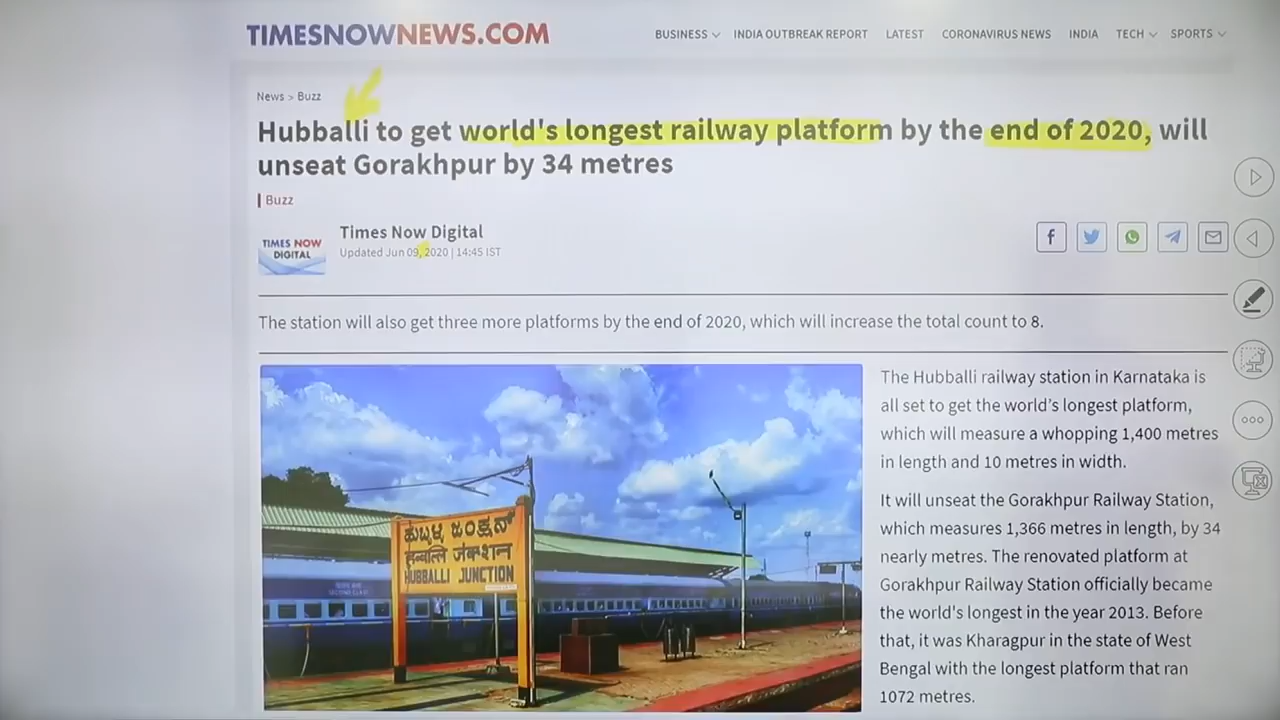 TIMESNOWNEWS.COM
BUSINESS INDIA OUTBREAK REPORT LATEST CORONAVIRUS NEWS INDIA TECH SPORTS
News > Buzz
Hubballi to get world's longest railway platform by the end of 2020, will
unseat Gorakhpur by 34 metres
Buzz
TIMES NOW
DIGITAL
Times Now Digital
Updated Jun 09, 2020 | 14:45 IST
The station will also get three more platforms by the end of 2020, which will increase the total count to 8.
ಹುಬ್ಬಳ್ಳಿ ಜಂಕ್ಷನ್
हुब्बल्लि जंक्शन
HUBBALLI JUNCTION
The Hubballi railway station in Karnataka is
all set to get the world's longest platform,
which will measure a whopping 1,400 metres
in length and 10 metres in width.
It will unseat the Gorakhpur Railway Station,
which measures 1,366 metres in length, by 34
nearly metres. The renovated platform at
Gorakhpur Railway Station officially became
the world's longest in the year 2013. Before
that, it was Kharagpur in the state of West
Bengal with the longest platform that ran
1072 metres.